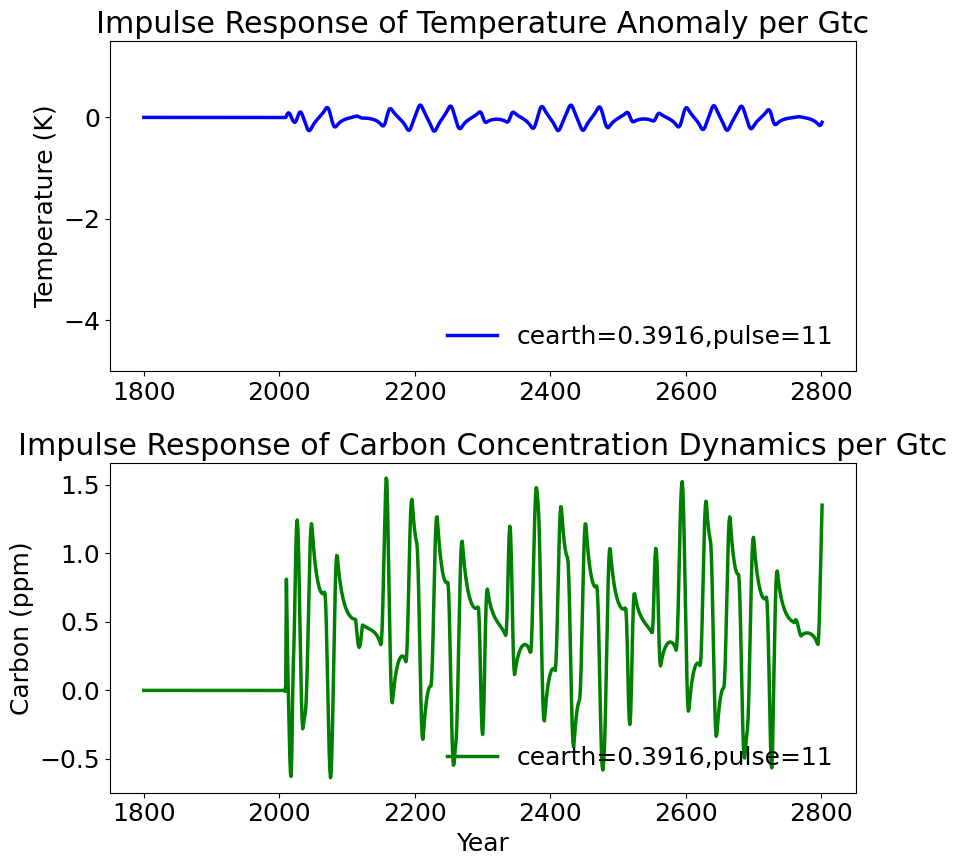 Impulse Response of Temperature Anomaly per Gtc
Temperature (K)
0
−2
−4
cearth=0.3916,pulse=11
1800 2000 2200 2400 2600 2800
Impulse Response of Carbon Concentration Dynamics per Gtc
Carbon (ppm)
1.5
1.0
0.5
0.0
−0.5
cearth=0.3916,pulse=11
1800 2000 2200 2400 2600 2800
Year